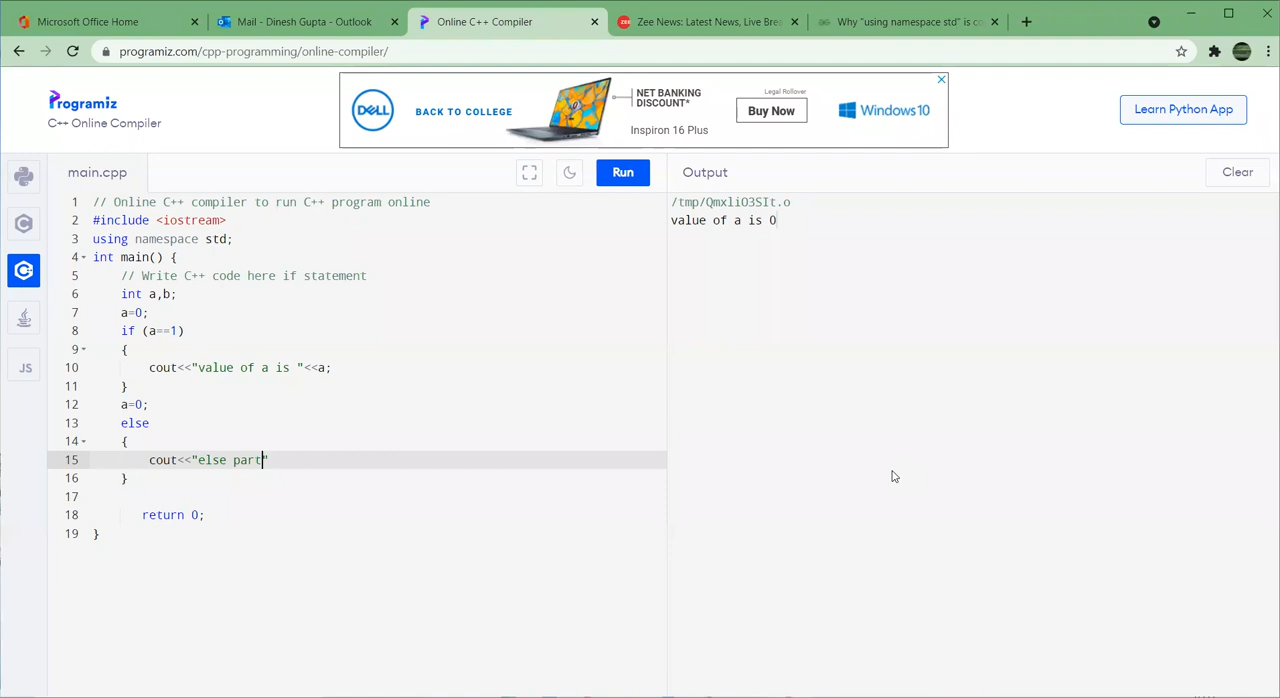 Microsoft Office Home
Mail - Dinesh Gupta - Outlook
Online C++ Compiler
Zee News: Latest News, Live Brea
Why "using namespace std" is co
programiz.com/cpp-programming/online-compiler/
Programiz
C++ Online Compiler
DELL
BACK TO COLLEGE
NET BANKING
DISCOUNT*
Inspiron 16 Plus
Legal Rollover
Buy Now
Windows10
Learn Python App
main.cpp
Run
Output
Clear
1 // Online C++ compiler to run C++ program online
2 #include <iostream>
3 using namespace std;
4 int main() {
5 // Write C++ code here if statement
6 int a,b;
7 a=0;
8 if (a==1)
9 {
10 cout<<"value of a is "<<a;
11 }
12 a=0;
13 else
14 {
15 cout<<"else part"
16 }
17
18 return 0;
19 }
/tmp/QmxliO3SIt.o
value of a is 0
JS